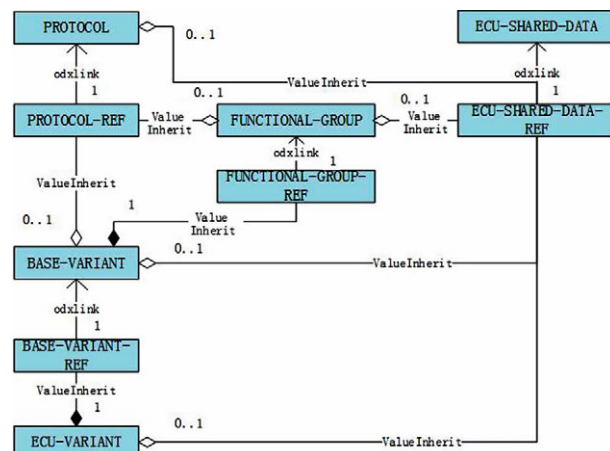 PROTOCOL
0..1
ECU-SHARED-DATA
odxlink
1
ValueInherit
odxlink
1
0..1
0..1
PROTOCOL-REF
Value
Inherit
FUNCTIONAL-GROUP
Value
Inherit
ECU-SHARED-DATA-
REF
odxlink
1
FUNCTIONAL-GROUP-
REF
ValueInherit
1
Value
Inherit
0..1
BASE-VARIANT
0..1
ValueInherit
odxlink
1
BASE-VARIANT-
REF
ValueInherit
1
0..1
ECU-VARIANT
ValueInherit